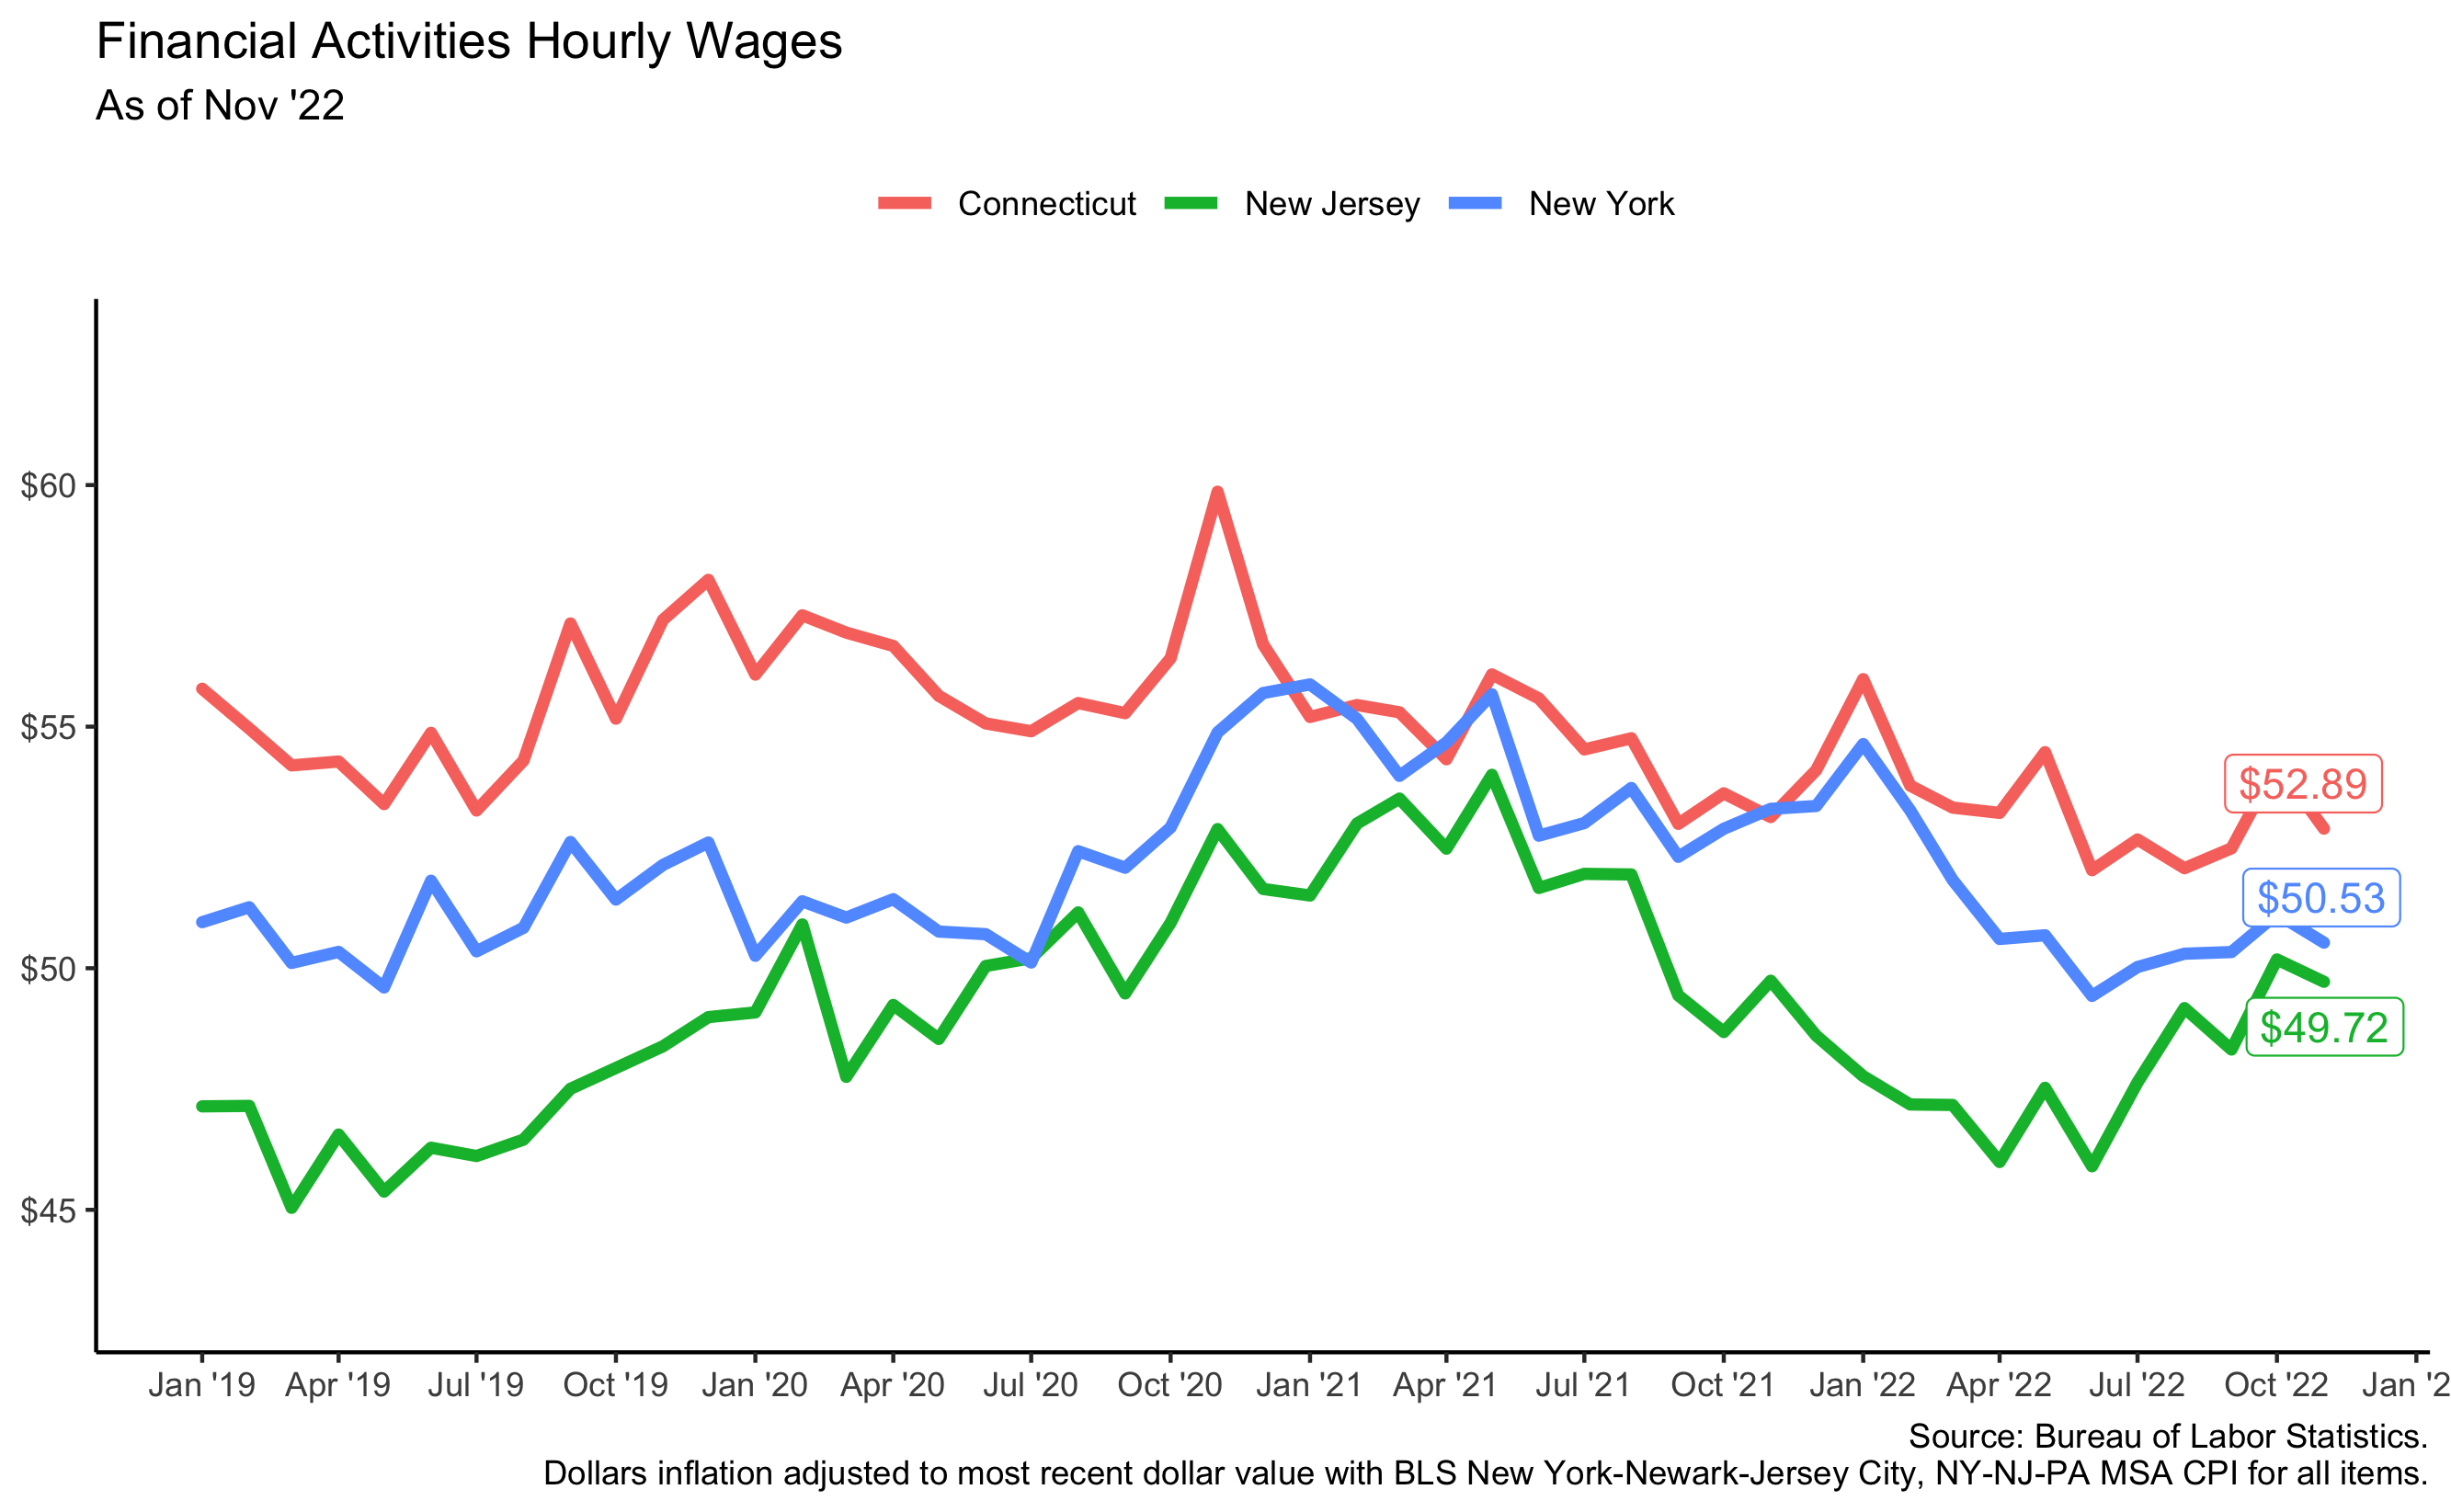 Financial Activities Hourly Wages
As of Nov '22
Connecticut New Jersey New York
$60
$55
$50
$45
$52.89
$50.53
$49.72
Jan '19 Apr '19 Jul '19 Oct '19 Jan '20 Apr '20 Jul '20 Oct '20 Jan '21 Apr '21 Jul '21 Oct '21 Jan '22 Apr '22 Jul '22 Oct '22 Jan '2
Source: Bureau of Labor Statistics.
Dollars inflation adjusted to most recent dollar value with BLS New York-Newark-Jersey City, NY-NJ-PA MSA CPI for all items.